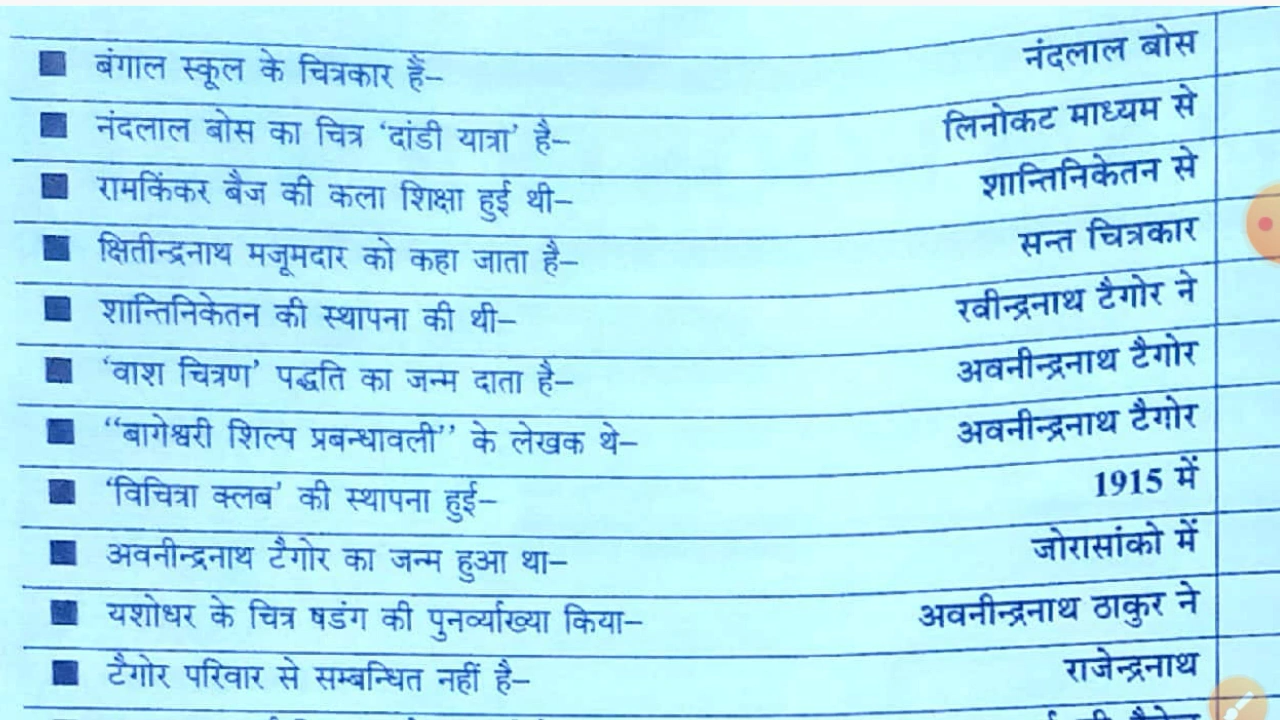 ■ बंगाल स्कूल के चित्रकार हैं– नंदलाल बोस
■ नंदलाल बोस का चित्र ‘दांडी यात्रा’ है– लिनोकट माध्यम से
■ रामकिंकर बैज की कला शिक्षा हुई थी– शान्तिनिकेतन से
■ क्षितीन्द्रनाथ मजूमदार को कहा जाता है– सन्त चित्रकार
■ शान्तिनिकेतन की स्थापना की थी– रवीन्द्रनाथ टैगोर ने
■ ‘वाश चित्रण’ पद्धति का जन्म दाता है– अवनीन्द्रनाथ टैगोर
■ “बागेश्वरी शिल्प प्रबन्धावली” के लेखक थे– अवनीन्द्रनाथ टैगोर
■ ‘विचित्रा क्लब’ की स्थापना हुई– 1915 में
■ अवनीन्द्रनाथ टैगोर का जन्म हुआ था– जोरासांको में
■ यशोधर के चित्र षडंग की पुनर्व्याख्या किया– अवनीन्द्रनाथ ठाकुर ने
■ टैगोर परिवार से सम्बन्धित नहीं है– राजेन्द्रनाथ